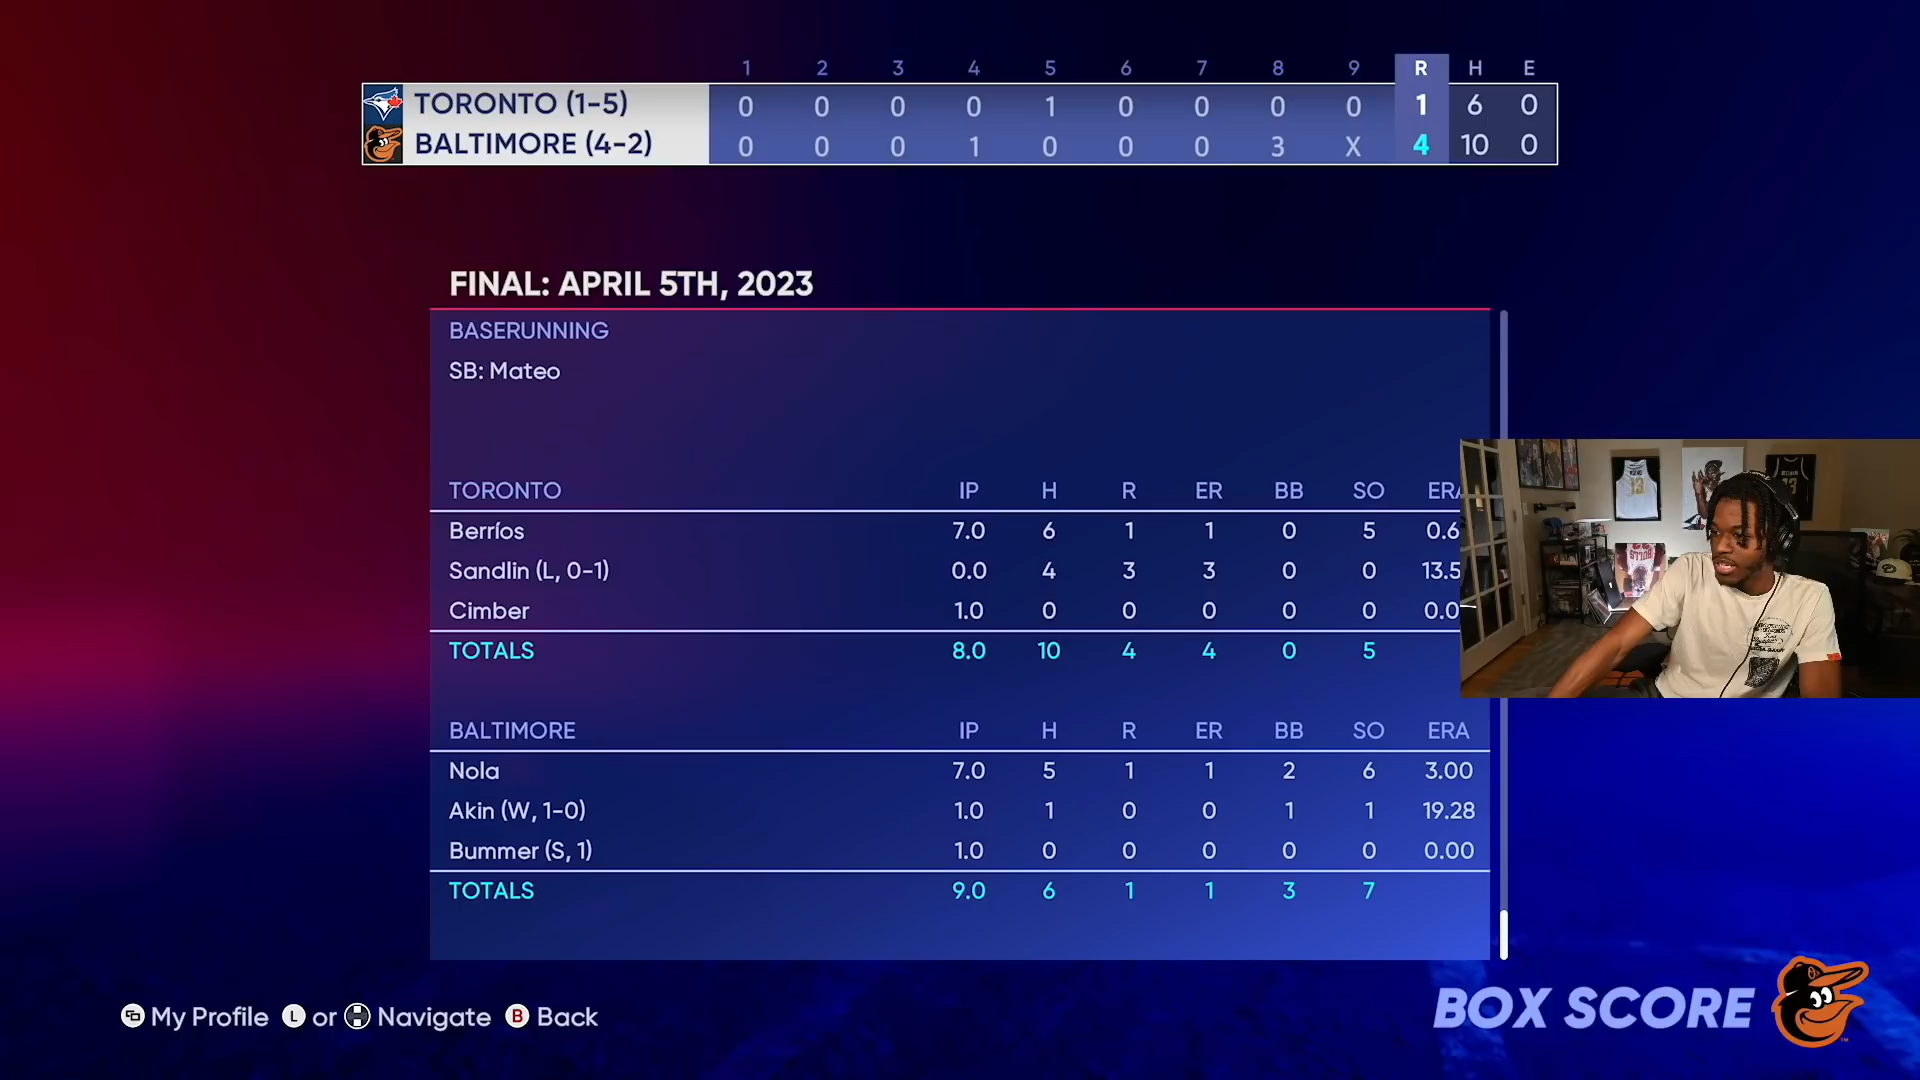 1 2 3 4 5 6 7 8 9 R H E
TORONTO (1-5) 0 0 0 0 1 0 0 0 0 1 6 0
BALTIMORE (4-2) 0 0 0 1 0 0 0 3 X 4 10 0
FINAL: APRIL 5TH, 2023
BASERUNNING
SB: Mateo
TORONTO IP H R ER BB SO ERA
Berríos 7.0 6 1 1 0 5 0.6
Sandlin (L, 0-1) 0.0 4 3 3 0 0 13.5
Cimber 1.0 0 0 0 0 0 0.0
TOTALS 8.0 10 4 4 0 5
BALTIMORE IP H R ER BB SO ERA
Nola 7.0 5 1 1 2 6 3.00
Akin (W, 1-0) 1.0 1 0 0 1 1 19.28
Bummer (S, 1) 1.0 0 0 0 0 0 0.00
TOTALS 9.0 6 1 1 3 7
My Profile L or Navigate B Back
BOX SCORE